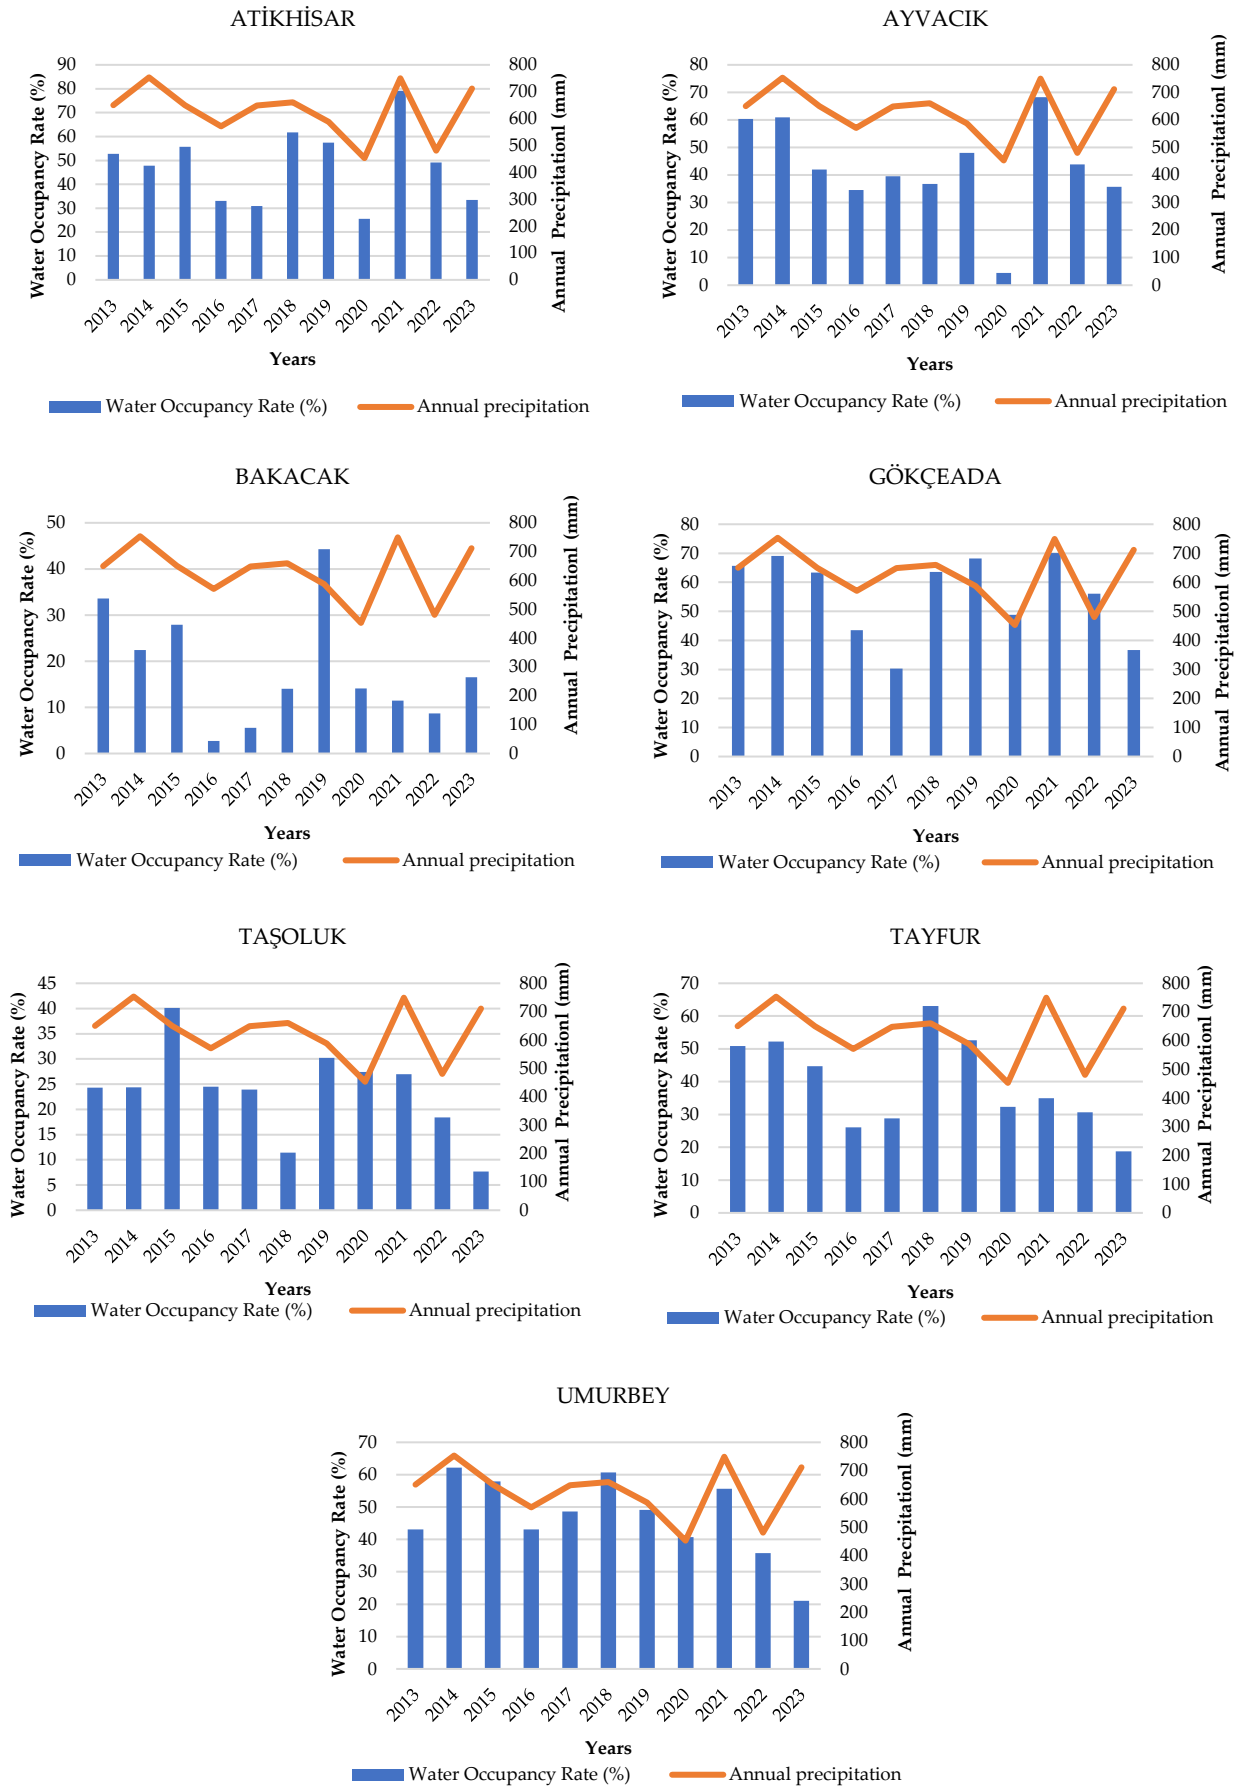 ATİKHİSAR
Water Occupancy Rate (%)
90
80
70
60
50
40
30
20
10
0
800
700
600
500
400
300
200
100
0
Annual Precipitationl (mm)
2013 2014 2015 2016 2017 2018 2019 2020 2021 2022 2023
Years
Water Occupancy Rate (%) Annual precipitation
AYVACIK
Water Occupancy Rate (%)
80
70
60
50
40
30
20
10
0
800
700
600
500
400
300
200
100
0
Annual Precipitationl (mm)
2013 2014 2015 2016 2017 2018 2019 2020 2021 2022 2023
Years
Water Occupancy Rate (%) Annual precipitation
BAKACAK
Water Occupancy Rate (%)
50
40
30
20
10
0
800
700
600
500
400
300
200
100
0
Annual Precipitationl (mm)
2013 2014 2015 2016 2017 2018 2019 2020 2021 2022 2023
Years
Water Occupancy Rate (%) Annual precipitation
GÖKÇEADA
Water Occupancy Rate (%)
80
70
60
50
40
30
20
10
0
800
700
600
500
400
300
200
100
0
Annual Precipitationl (mm)
2013 2014 2015 2016 2017 2018 2019 2020 2021 2022 2023
Years
Water Occupancy Rate (%) Annual precipitation
TAŞOLUK
Water Occupancy Rate (%)
45
40
35
30
25
20
15
10
5
0
800
700
600
500
400
300
200
100
0
Annual Precipitationl (mm)
2013 2014 2015 2016 2017 2018 2019 2020 2021 2022 2023
Years
Water Occupancy Rate (%) Annual precipitation
TAYFUR
Water Occupancy Rate (%)
70
60
50
40
30
20
10
0
800
700
600
500
400
300
200
100
0
Annual Precipitationl (mm)
2013 2014 2015 2016 2017 2018 2019 2020 2021 2022 2023
Years
Water Occupancy Rate (%) Annual precipitation
UMURBEY
Water Occupancy Rate (%)
70
60
50
40
30
20
10
0
800
700
600
500
400
300
200
100
0
Annual Precipitationl (mm)
2013 2014 2015 2016 2017 2018 2019 2020 2021 2022 2023
Years
Water Occupancy Rate (%) Annual precipitation